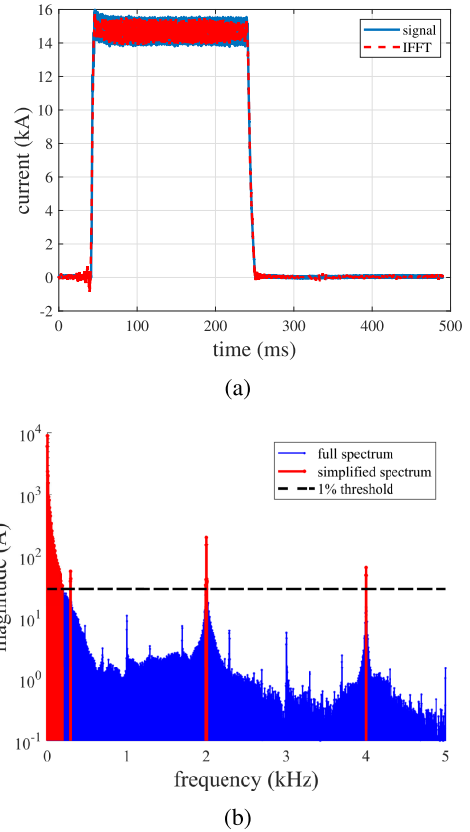 16
14
12
10
8
6
4
2
0
-2
current (kA)
signal
IFFT
0 100 200 300 400 500
time (ms)
(a)
10^4
10^3
10^2
10^1
10^0
10^-1
(A)
full spectrum
simplified spectrum
1% threshold
0 1 2 3 4 5
frequency (kHz)
(b)